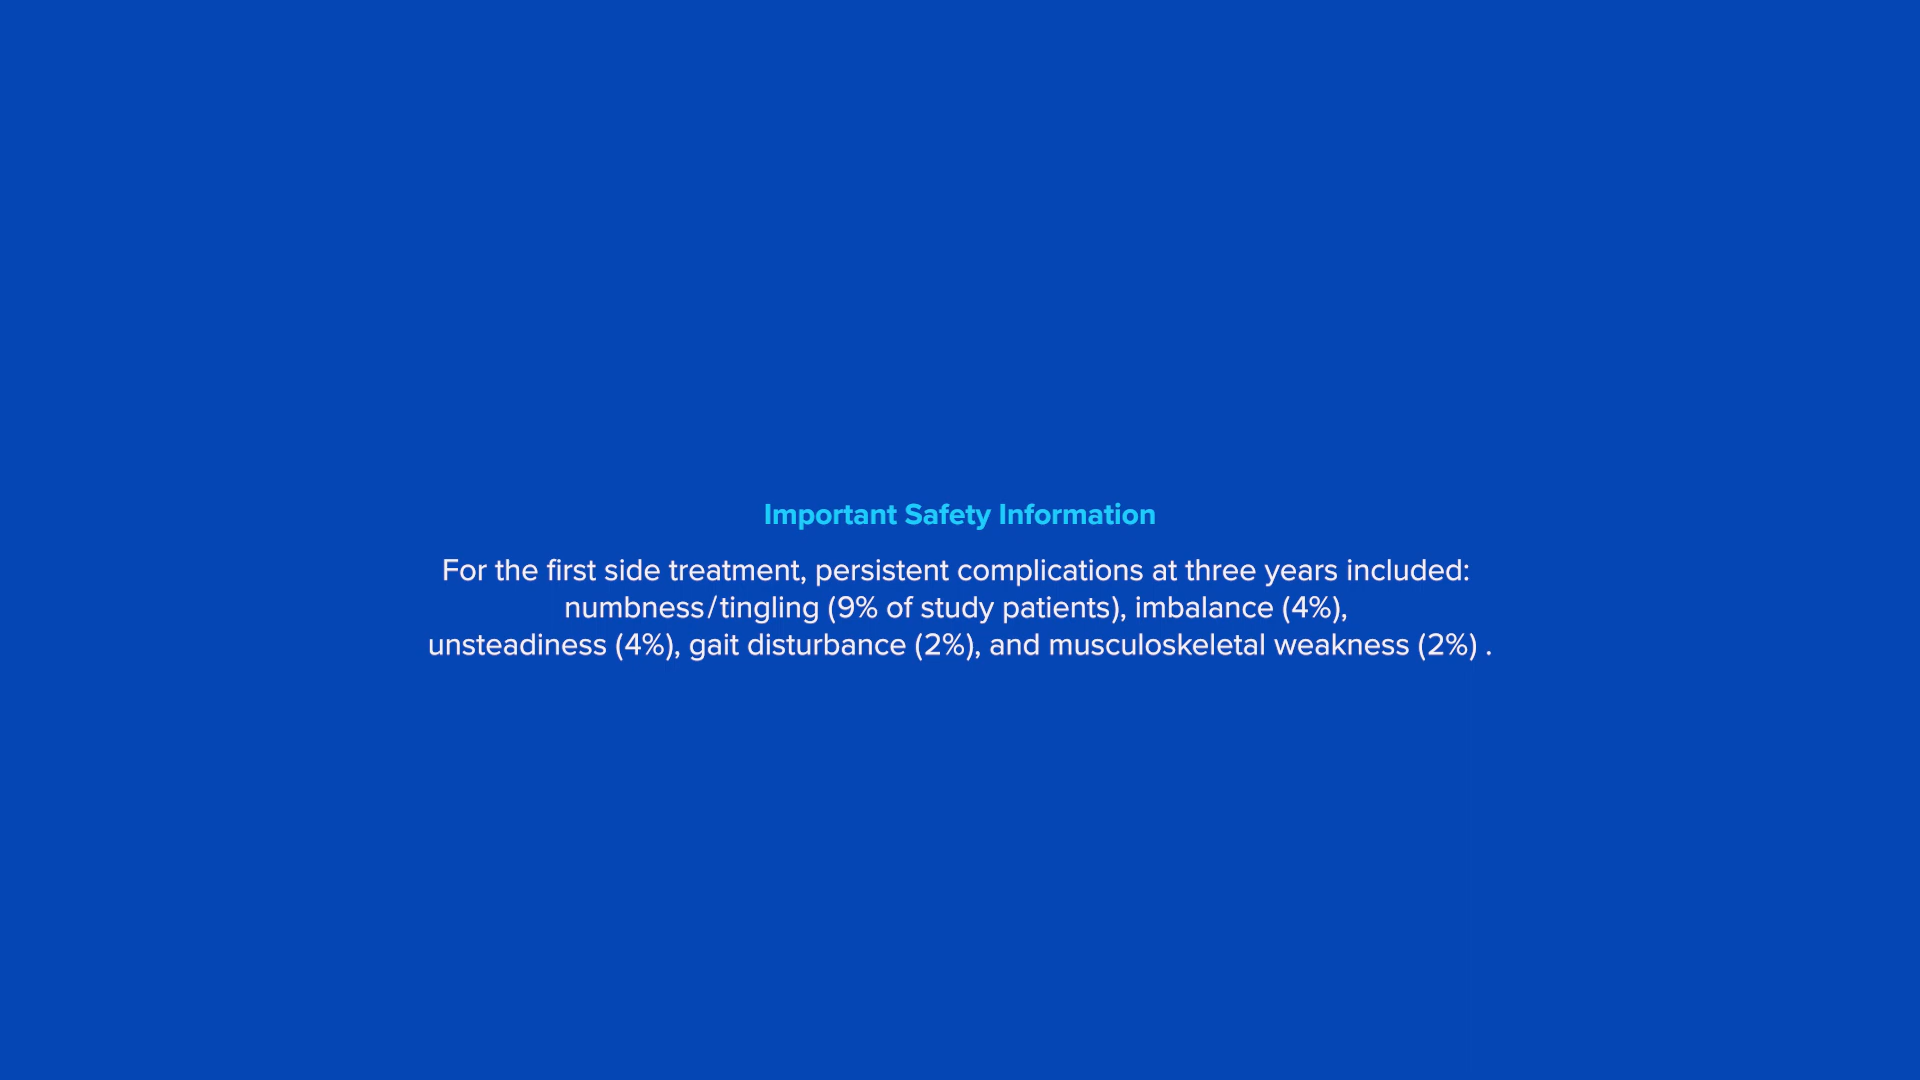 Important Safety Information
For the first side treatment, persistent complications at three years included:
numbness/tingling (9% of study patients), imbalance (4%),
unsteadiness (4%), gait disturbance (2%), and musculoskeletal weakness (2%) .